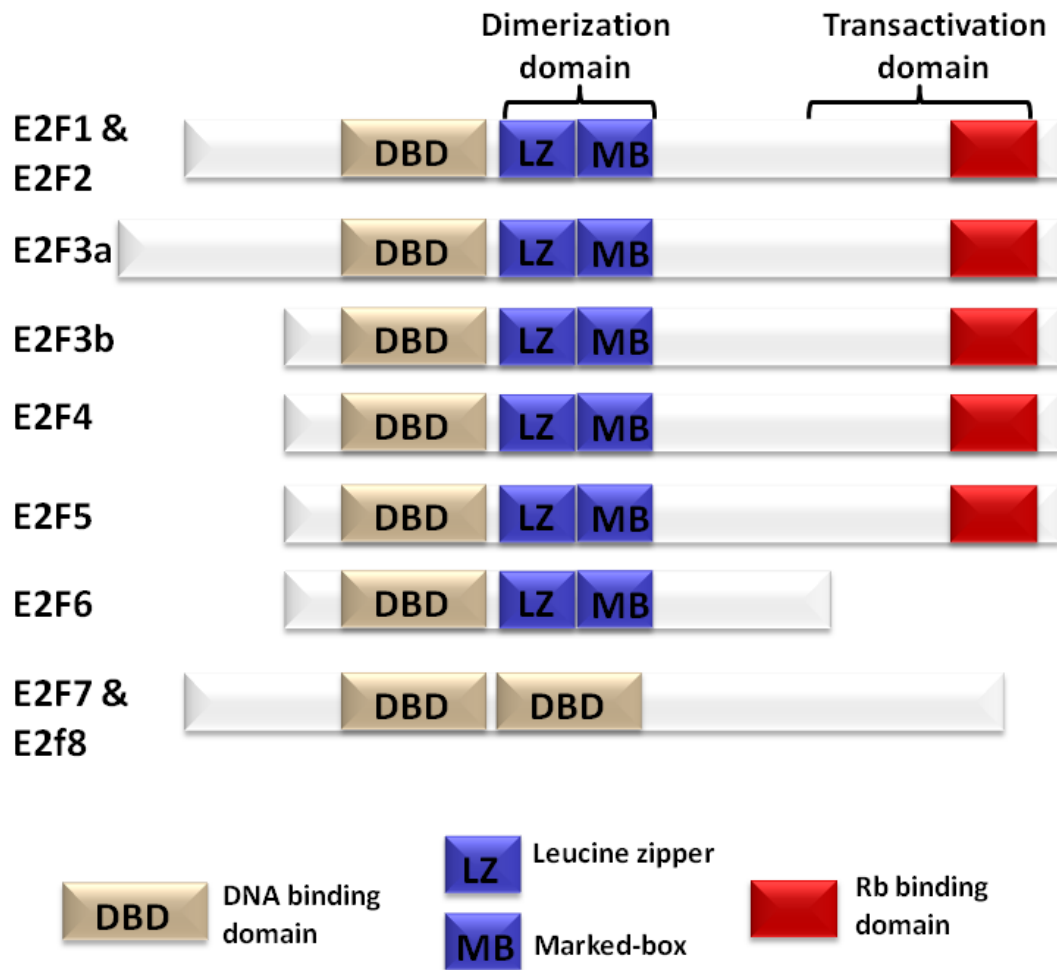 Dimerization
domain
Transactivation
domain
E2F1 &
E2F2
DBD LZ MB
E2F3a
DBD LZ MB
E2F3b
DBD LZ MB
E2F4
DBD LZ MB
E2F5
DBD LZ MB
E2F6
DBD LZ MB
E2F7 &
E2f8
DBD DBD
DBD
DNA binding
domain
LZ
Leucine zipper
MB
Marked-box
Rb binding
domain